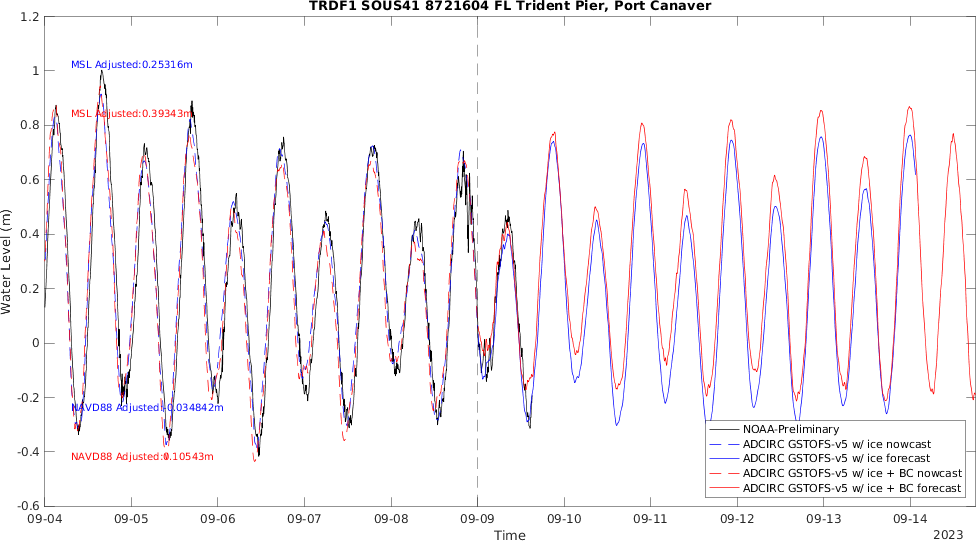 TRDF1 SOUS41 8721604 FL Trident Pier, Port Canaver
1.2
1
0.8
0.6
0.4
0.2
0
-0.2
-0.4
-0.6
Water Level (m)
MSL Adjusted:0.25316m
MSL Adjusted:0.39343m
NAVD88 Adjusted:-0.034842m
NAVD88 Adjusted:0.10543m
NOAA-Preliminary
ADCIRC GSTOFS-v5 w/ ice nowcast
ADCIRC GSTOFS-v5 w/ ice forecast
ADCIRC GSTOFS-v5 w/ ice + BC nowcast
ADCIRC GSTOFS-v5 w/ ice + BC forecast
09-04 09-05 09-06 09-07 09-08 09-09 09-10 09-11 09-12 09-13 09-14
Time
2023